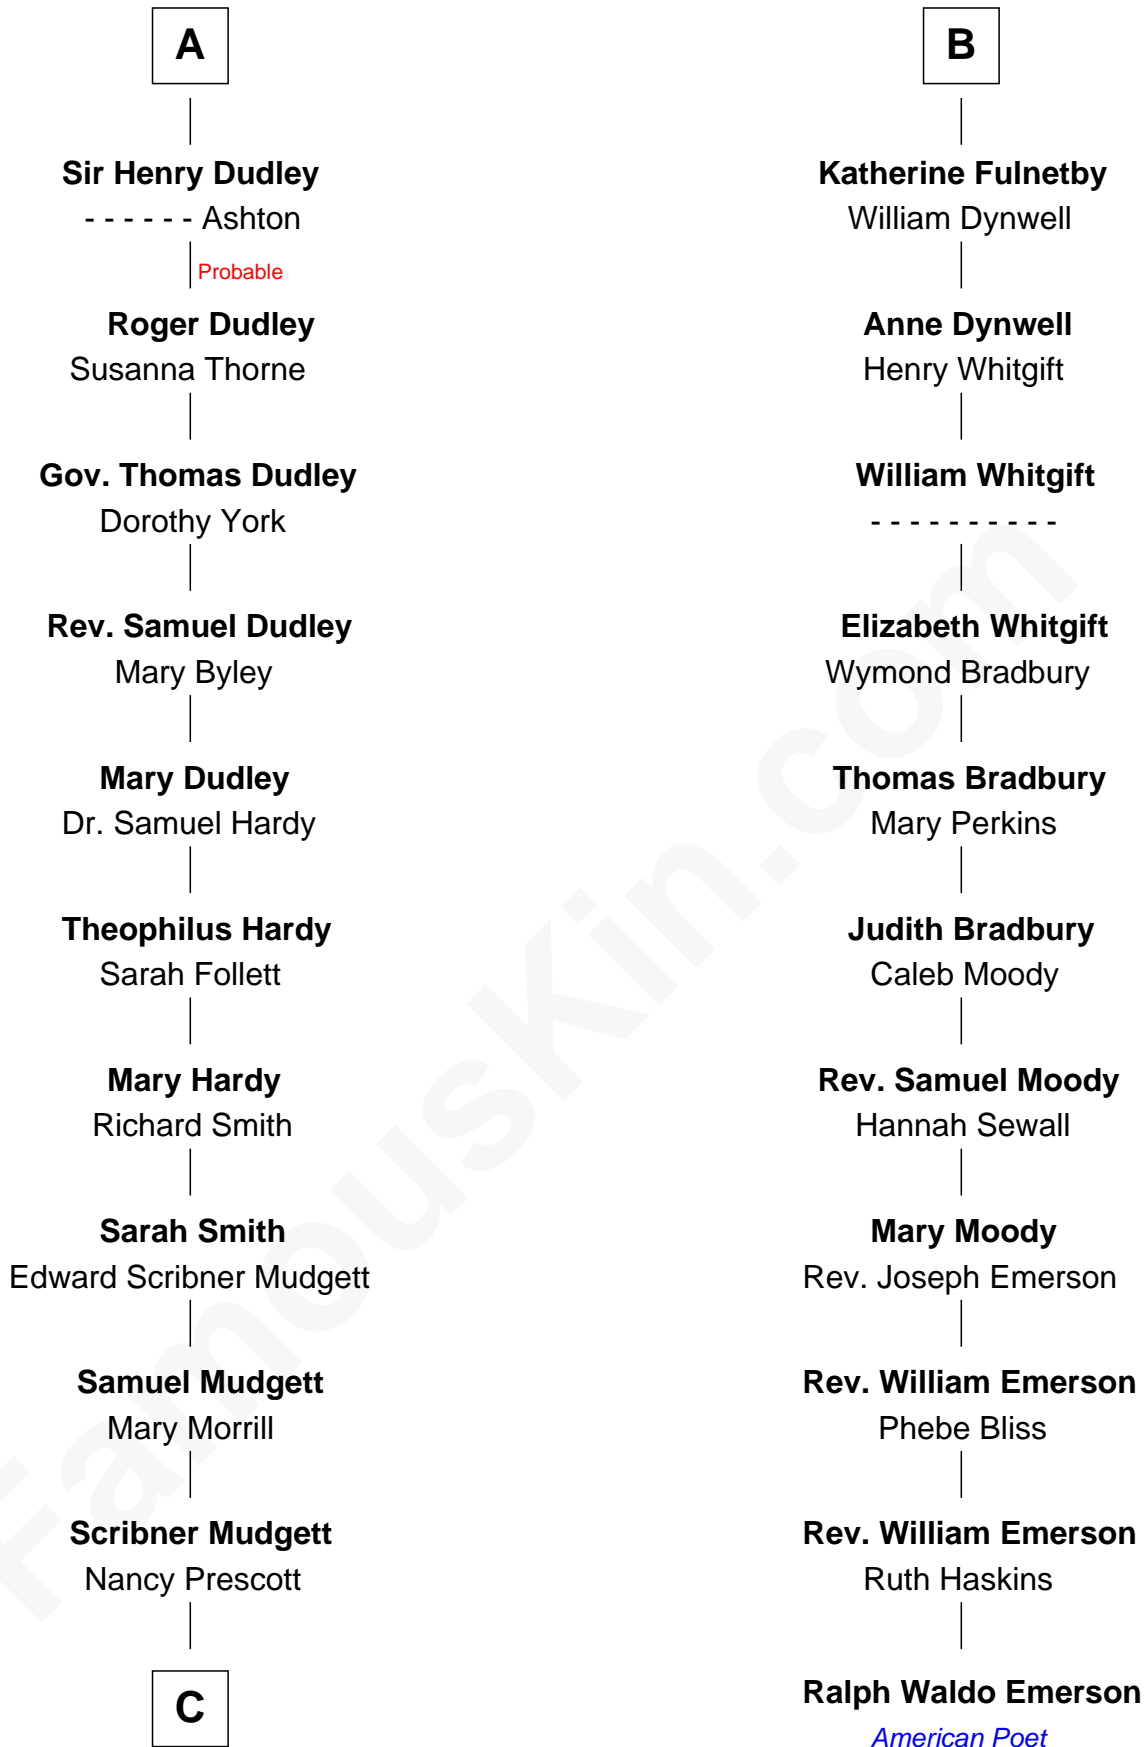 A
Sir Henry Dudley
- - - - - - Ashton
Probable
Roger Dudley
Susanna Thorne
Gov. Thomas Dudley
Dorothy York
Rev. Samuel Dudley
Mary Byley
Mary Dudley
Dr. Samuel Hardy
Theophilus Hardy
Sarah Follett
Mary Hardy
Richard Smith
Sarah Smith
Edward Scribner Mudgett
Samuel Mudgett
Mary Morrill
Scribner Mudgett
Nancy Prescott
C
B
Katherine Fulnetby
William Dynwell
Anne Dynwell
Henry Whitgift
William Whitgift
- - - - - - - - - -
Elizabeth Whitgift
Wymond Bradbury
Thomas Bradbury
Mary Perkins
Judith Bradbury
Caleb Moody
Rev. Samuel Moody
Hannah Sewall
Mary Moody
Rev. Joseph Emerson
Rev. William Emerson
Phebe Bliss
Rev. William Emerson
Ruth Haskins
Ralph Waldo Emerson
American Poet
FamousKin.com